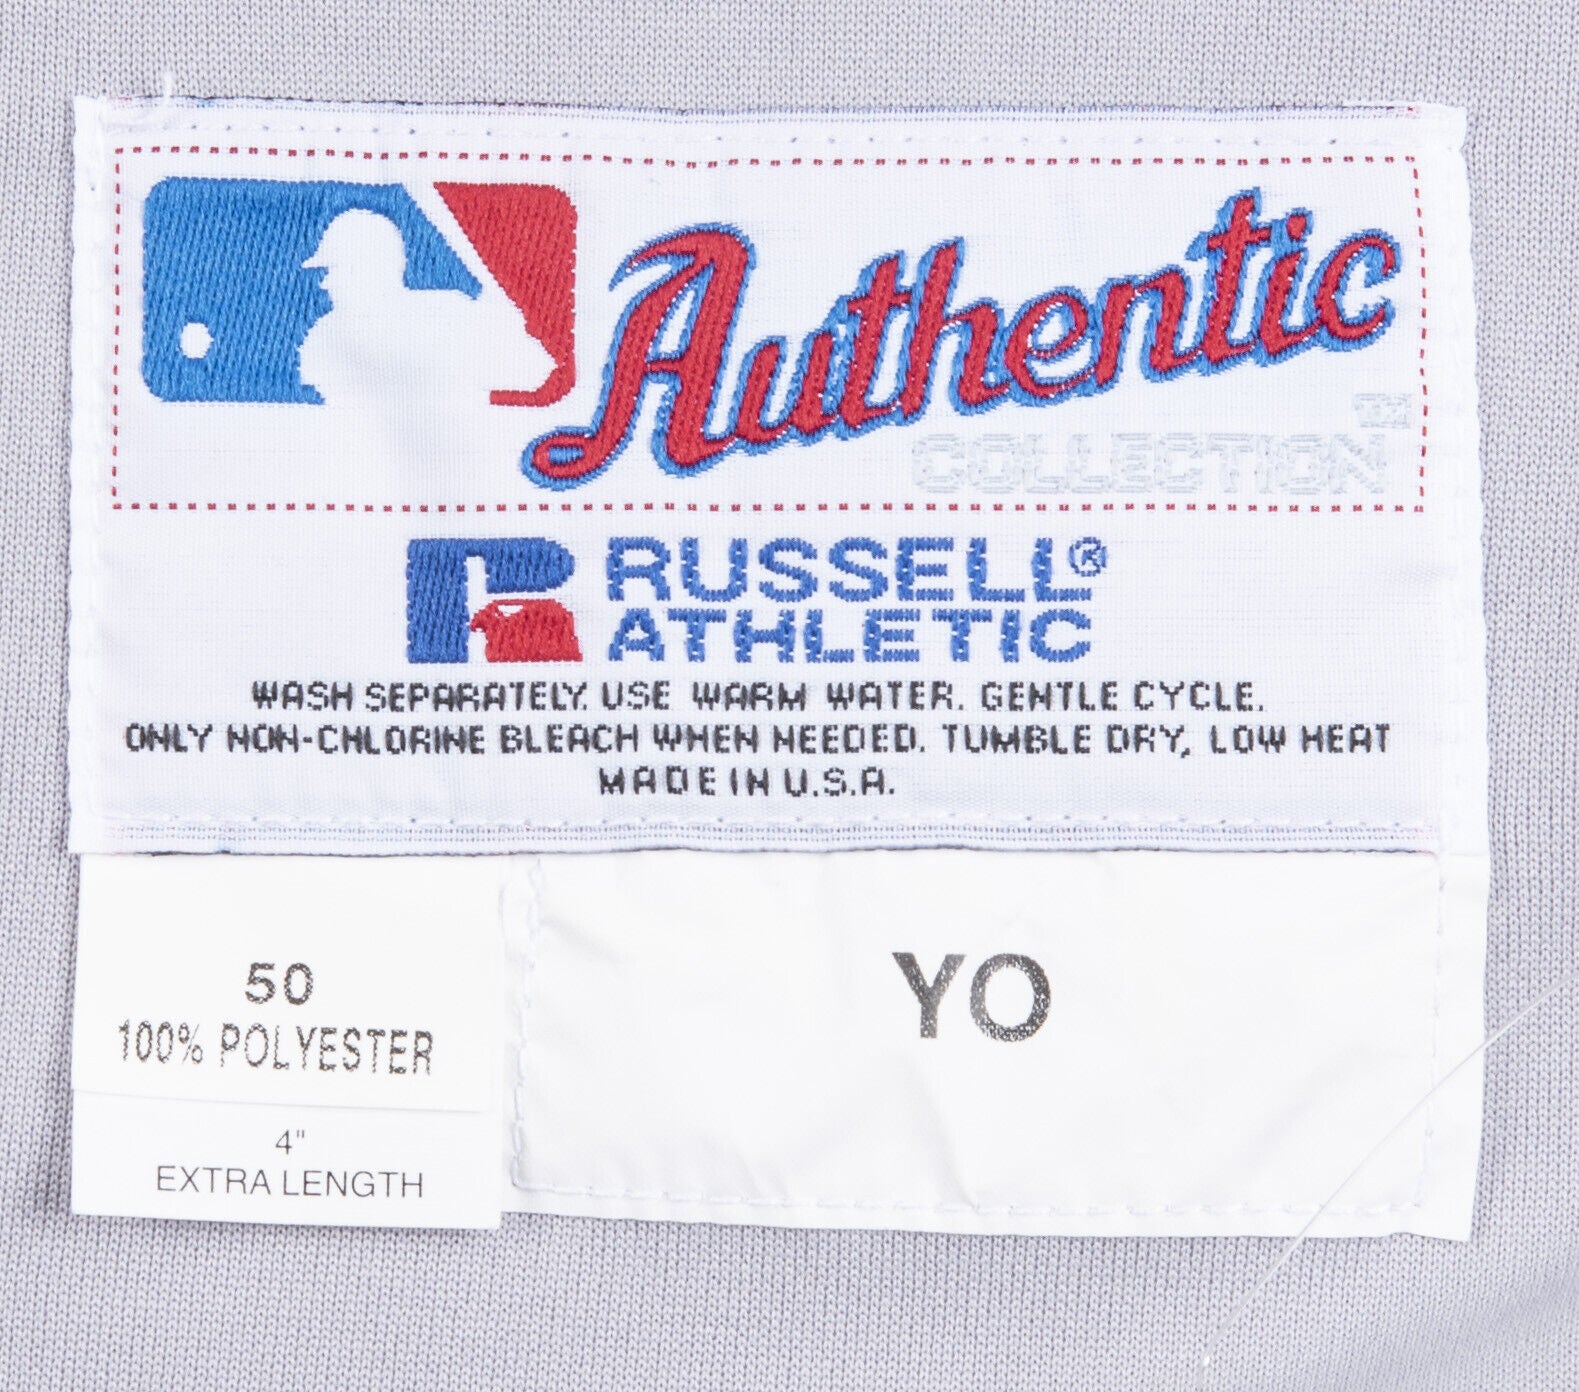 Authentic
COLLECTION™
RUSSELL®
ATHLETIC
WASH SEPARATELY. USE WARM WATER. GENTLE CYCLE.
ONLY NON-CHLORINE BLEACH WHEN NEEDED. TUMBLE DRY, LOW HEAT
MADE IN U.S.A.
50
100% POLYESTER
4"
EXTRA LENGTH
YO